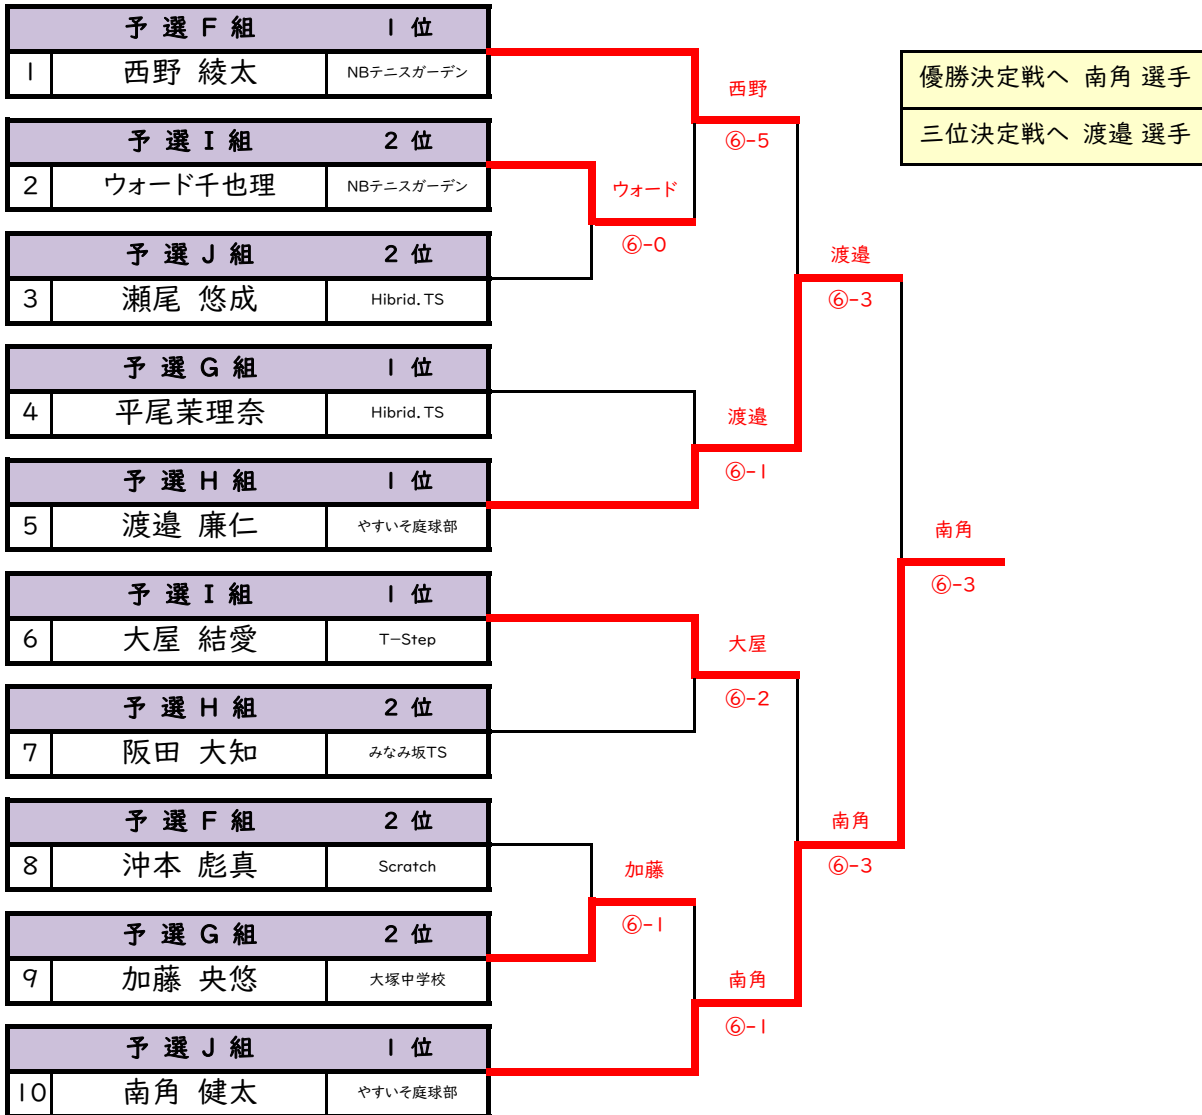 予選F組 1位
1 西野 綾太 NBテニスガーデン
予選I組 2位
2 ウォード千也理 NBテニスガーデン
予選J組 2位
3 瀬尾 悠成 Hibrid.TS
予選G組 1位
4 平尾茉理奈 Hibrid.TS
予選H組 1位
5 渡邉 廉仁 やすいそ庭球部
予選I組 1位
6 大屋 結愛 T-Step
予選H組 2位
7 阪田 大知 みなみ坂TS
予選F組 2位
8 沖本 彪真 Scratch
予選G組 2位
9 加藤 央悠 大塚中学校
予選J組 1位
10 南角 健太 やすいそ庭球部
ウォード
⑥-0
加藤
⑥-1
西野
⑥-5
渡邉
⑥-1
大屋
⑥-2
南角
⑥-1
渡邉
⑥-3
南角
⑥-3
南角
⑥-3
優勝決定戦へ 南角 選手
三位決定戦へ 渡邉 選手